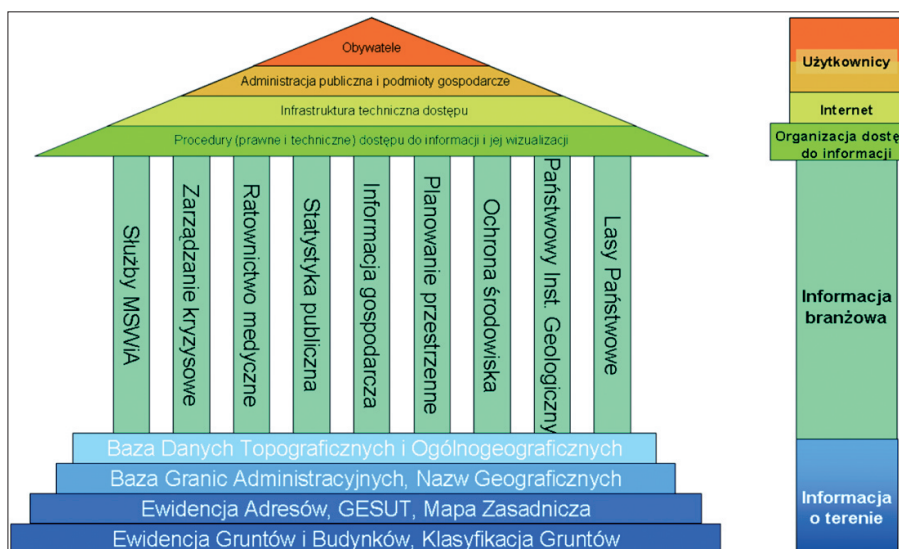 Obywatele
Administracja publiczna i podmioty gospodarcze
Infrastruktura techniczna dostępu
Procedury (prawne i techniczne) dostępu do informacji i jej wizualizacji
Służby MSWiA
Zarządzanie kryzysowe
Ratownictwo medyczne
Statystyka publiczna
Informacja gospodarcza
Planowanie przestrzenne
Ochrona środowiska
Państwowy Inst. Geologiczny
Lasy Państwowe
Baza Danych Topograficznych i Ogólnogeograficznych
Baza Granic Administracyjnych, Nazw Geograficznych
Ewidencja Adresów, GESUT, Mapa Zasadnicza
Ewidencja Gruntów i Budynków, Klasyfikacja Gruntów
Użytkownicy
Internet
Organizacja dostę
do informacji
Informacja
branżowa
Informacja
o terenie